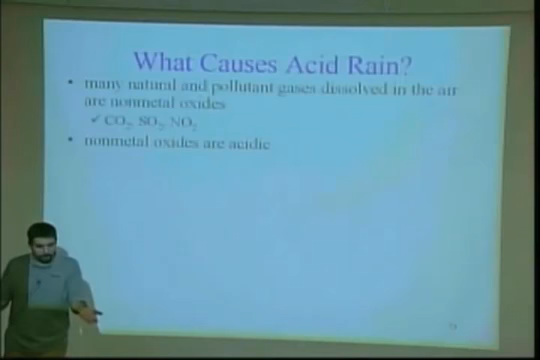 What Causes Acid Rain?
• many natural and pollutant gases dissolved in the air
are nonmetal oxides
✓ CO2, SO2, NO2
• nonmetal oxides are acidic